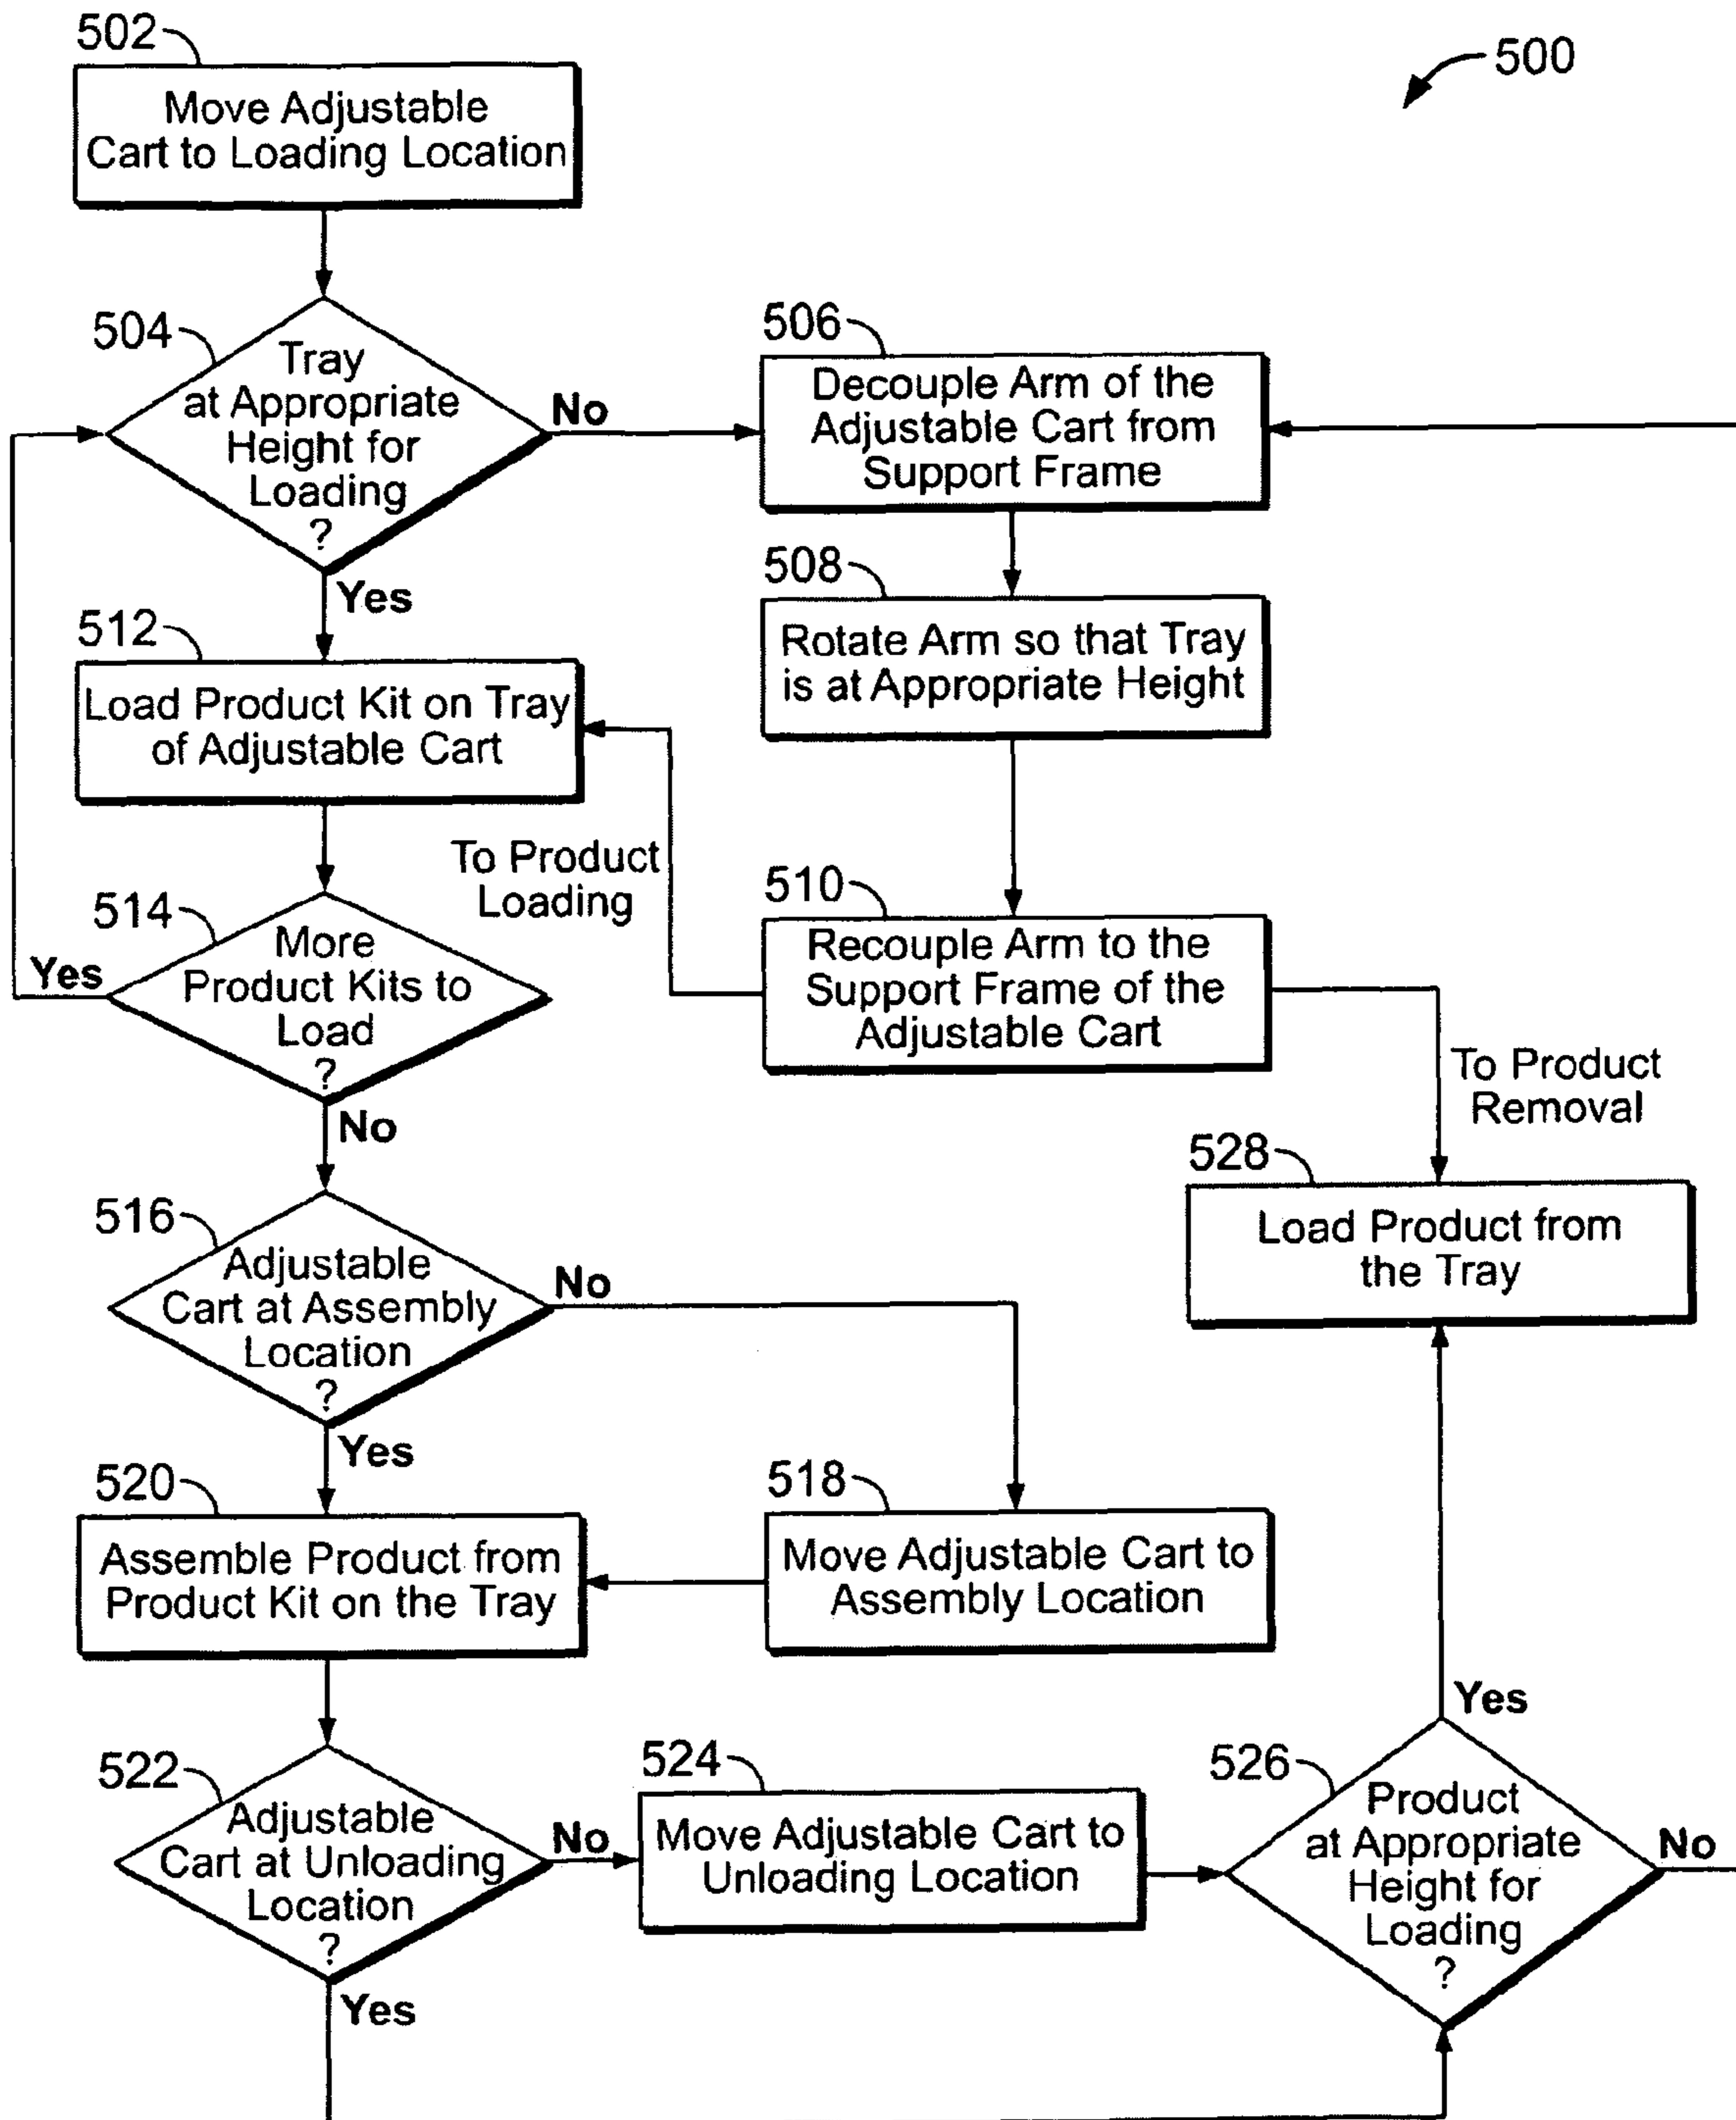 500
502
Move Adjustable
Cart to Loading Location
504
Tray
at Appropriate
Height for
Loading
?
No
Yes
506
Decouple Arm of the
Adjustable Cart from
Support Frame
508
Rotate Arm so that Tray
is at Appropriate Height
510
Recouple Arm to the
Support Frame of the
Adjustable Cart
To Product
Loading
To Product
Removal
512
Load Product Kit on Tray
of Adjustable Cart
514
More
Product Kits to
Load
?
Yes
No
516
Adjustable
Cart at Assembly
Location
?
No
Yes
518
Move Adjustable Cart to
Assembly Location
520
Assemble Product from
Product Kit on the Tray
522
Adjustable
Cart at Unloading
Location
?
No
Yes
524
Move Adjustable Cart to
Unloading Location
526
Product
at Appropriate
Height for
Loading
?
Yes
No
528
Load Product from
the Tray